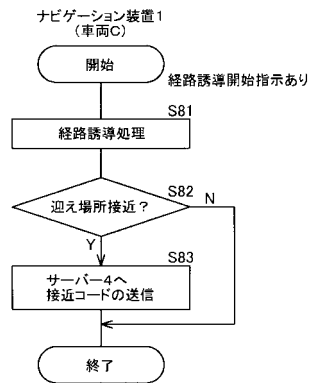 ナビゲーション装置1
(車両C)
開始
経路誘導開始指示あり
S81
経路誘導処理
S82
迎え場所接近?
N
Y
S83
サーバー4へ
接近コードの送信
終了